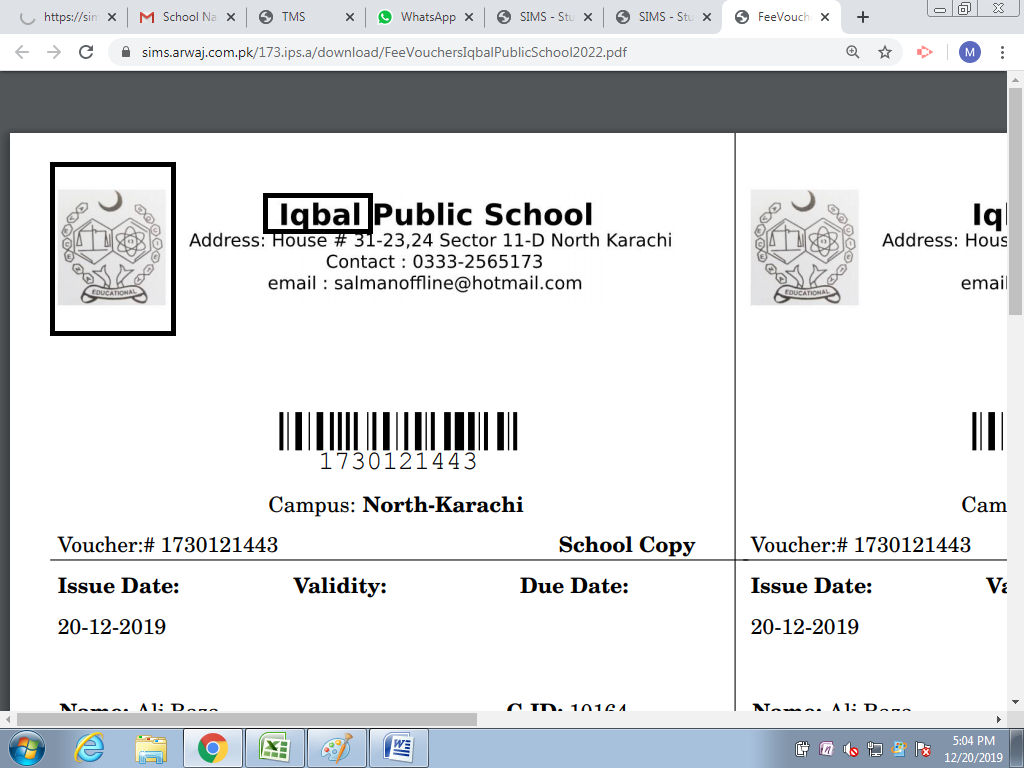 https://sim
School Na
TMS
WhatsApp
SIMS - Stu
SIMS - Stu
FeeVouch
sims.arwaj.com.pk/173.ips.a/download/FeeVouchersIqbalPublicSchool2022.pdf
M
Iqbal Public School
Address: House # 31-23,24 Sector 11-D North Karachi
Contact : 0333-2565173
email : salmanoffline@hotmail.com
EDUCATIONAL
1730121443
Campus: North-Karachi
Voucher:# 1730121443 School Copy
Issue Date: Validity: Due Date:
20-12-2019
Name: Ali Raza G.ID: 10164
Iq
Address: Hous
email
EDUCATIONAL
Cam
Voucher:# 1730121443
Issue Date: Va
20-12-2019
Name: Ali Raza
5:04 PM
12/20/2019